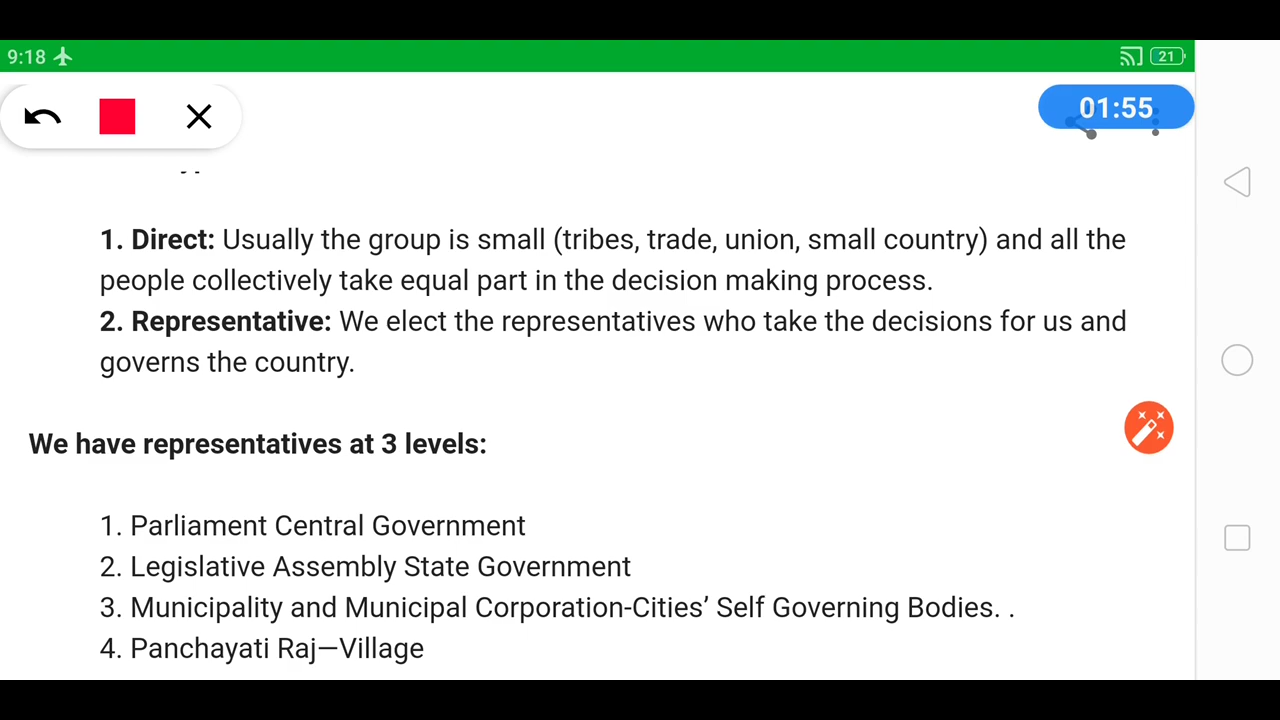 9:18
21
01:55
1. Direct: Usually the group is small (tribes, trade, union, small country) and all the
people collectively take equal part in the decision making process.
2. Representative: We elect the representatives who take the decisions for us and
governs the country.
We have representatives at 3 levels:
1. Parliament Central Government
2. Legislative Assembly State Government
3. Municipality and Municipal Corporation-Cities’ Self Governing Bodies. .
4. Panchayati Raj—Village